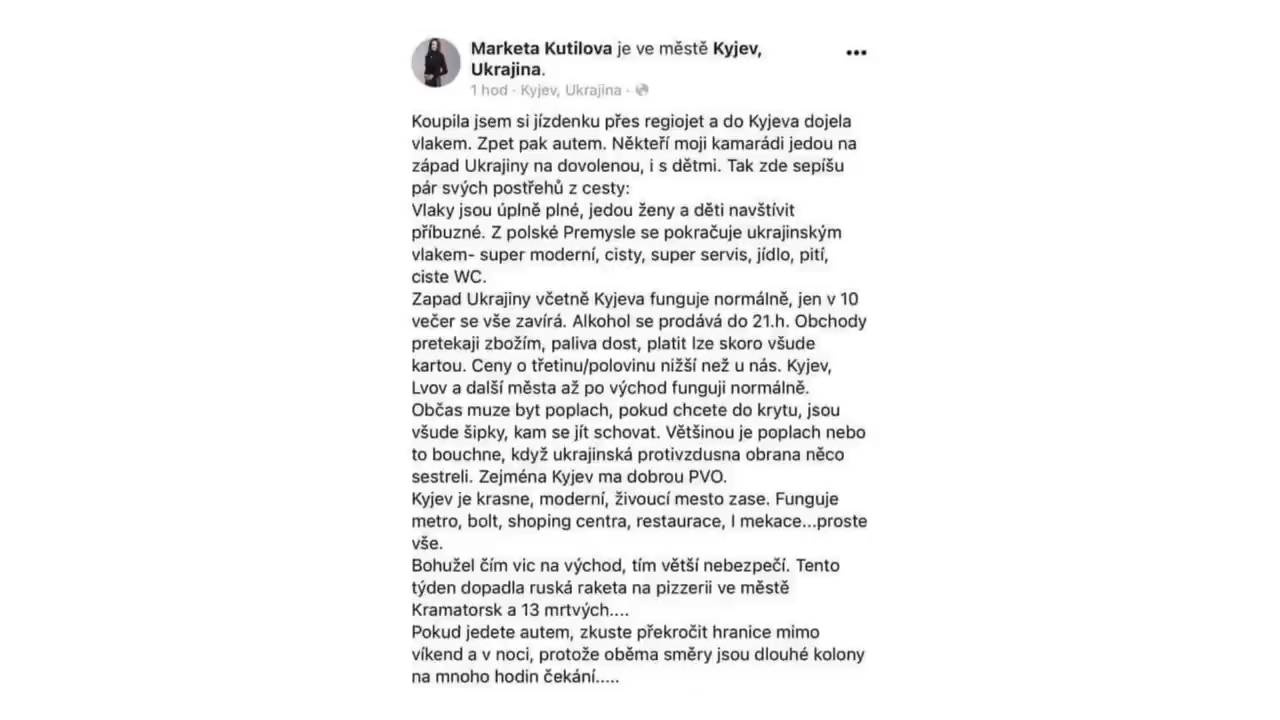 Marketa Kutilova je ve městě Kyjev,
Ukrajina.
1 hod · Kyjev, Ukrajina ·
Koupila jsem si jízdenku přes regiojet a do Kyjeva dojela
vlakem. Zpet pak autem. Někteří moji kamarádi jedou na
západ Ukrajiny na dovolenou, i s dětmi. Tak zde sepíšu
pár svých postřehů z cesty:
Vlaky jsou úplně plné, jedou ženy a děti navštívit
příbuzné. Z polské Premysle se pokračuje ukrajinským
vlakem- super moderní, cisty, super servis, jídlo, pití,
ciste WC.
Zapad Ukrajiny včetně Kyjeva funguje normálně, jen v 10
večer se vše zavírá. Alkohol se prodává do 21.h. Obchody
pretekaji zbožím, paliva dost, platit lze skoro všude
kartou. Ceny o třetinu/polovinu nižší než u nás. Kyjev,
Lvov a další města až po východ funguji normálně.
Občas muze byt poplach, pokud chcete do krytu, jsou
všude šipky, kam se jít schovat. Většinou je poplach nebo
to bouchne, když ukrajinská protivzdusna obrana něco
sestreli. Zejména Kyjev ma dobrou PVO.
Kyjev je krasne, moderní, živoucí mesto zase. Funguje
metro, bolt, shoping centra, restaurace, I mekace...proste
vše.
Bohužel čím vic na východ, tím větší nebezpečí. Tento
týden dopadla ruská raketa na pizzerii ve městě
Kramatorsk a 13 mrtvých....
Pokud jedete autem, zkuste překročit hranice mimo
víkend a v noci, protože oběma směry jsou dlouhé kolony
na mnoho hodin čekání.....